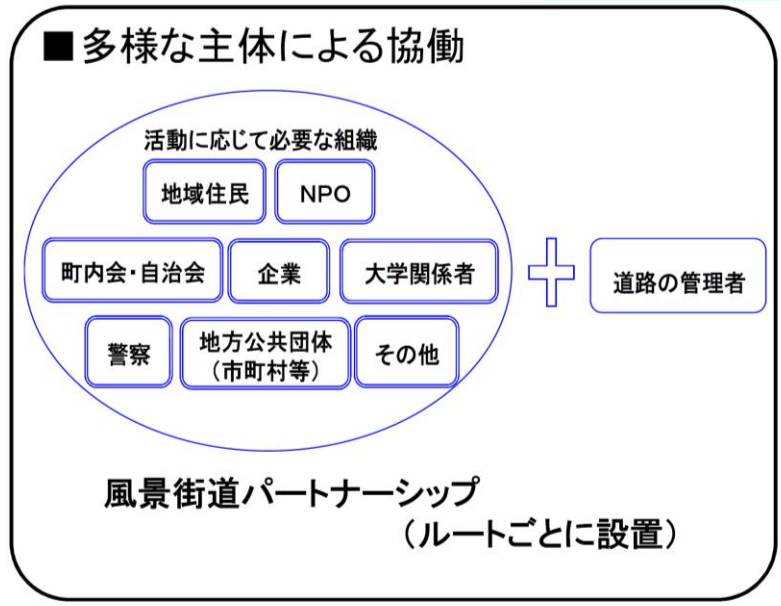 ■多様な主体による協働
活動に応じて必要な組織
地域住民
NPO
町内会・自治会
企業
大学関係者
道路の管理者
警察
地方公共団体
(市町村等)
その他
風景街道パートナーシップ
(ルートごとに設置)